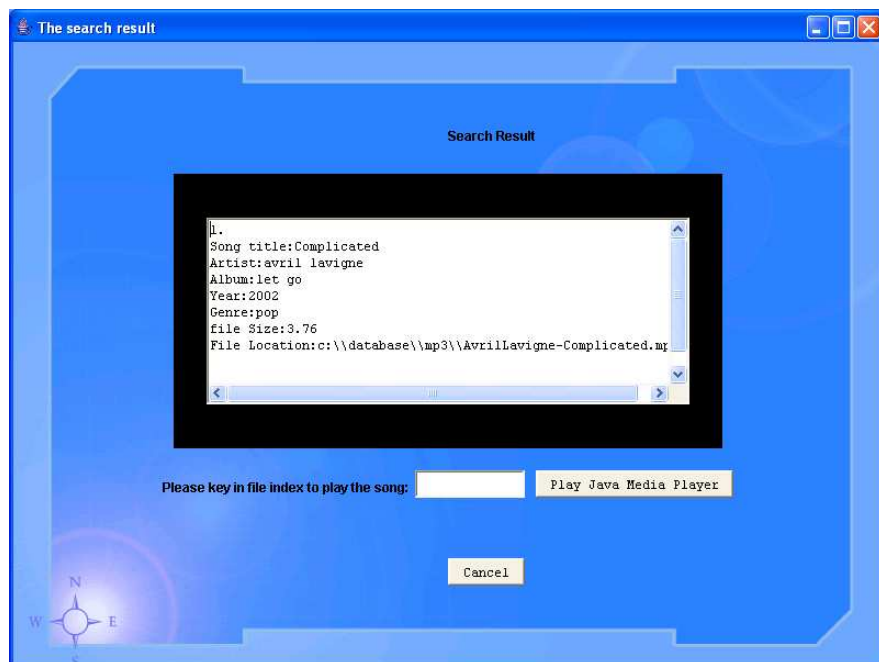 The search result
Search Result
1.
Song title:Complicated
Artist:avril lavigne
Album:let go
Year:2002
Genre:pop
file Size:3.76
File Location:c:\\database\\mp3\\AvrilLavigne-Complicated.mp
Please key in file index to play the song:
Play Java Media Player
Cancel
N
W E
S